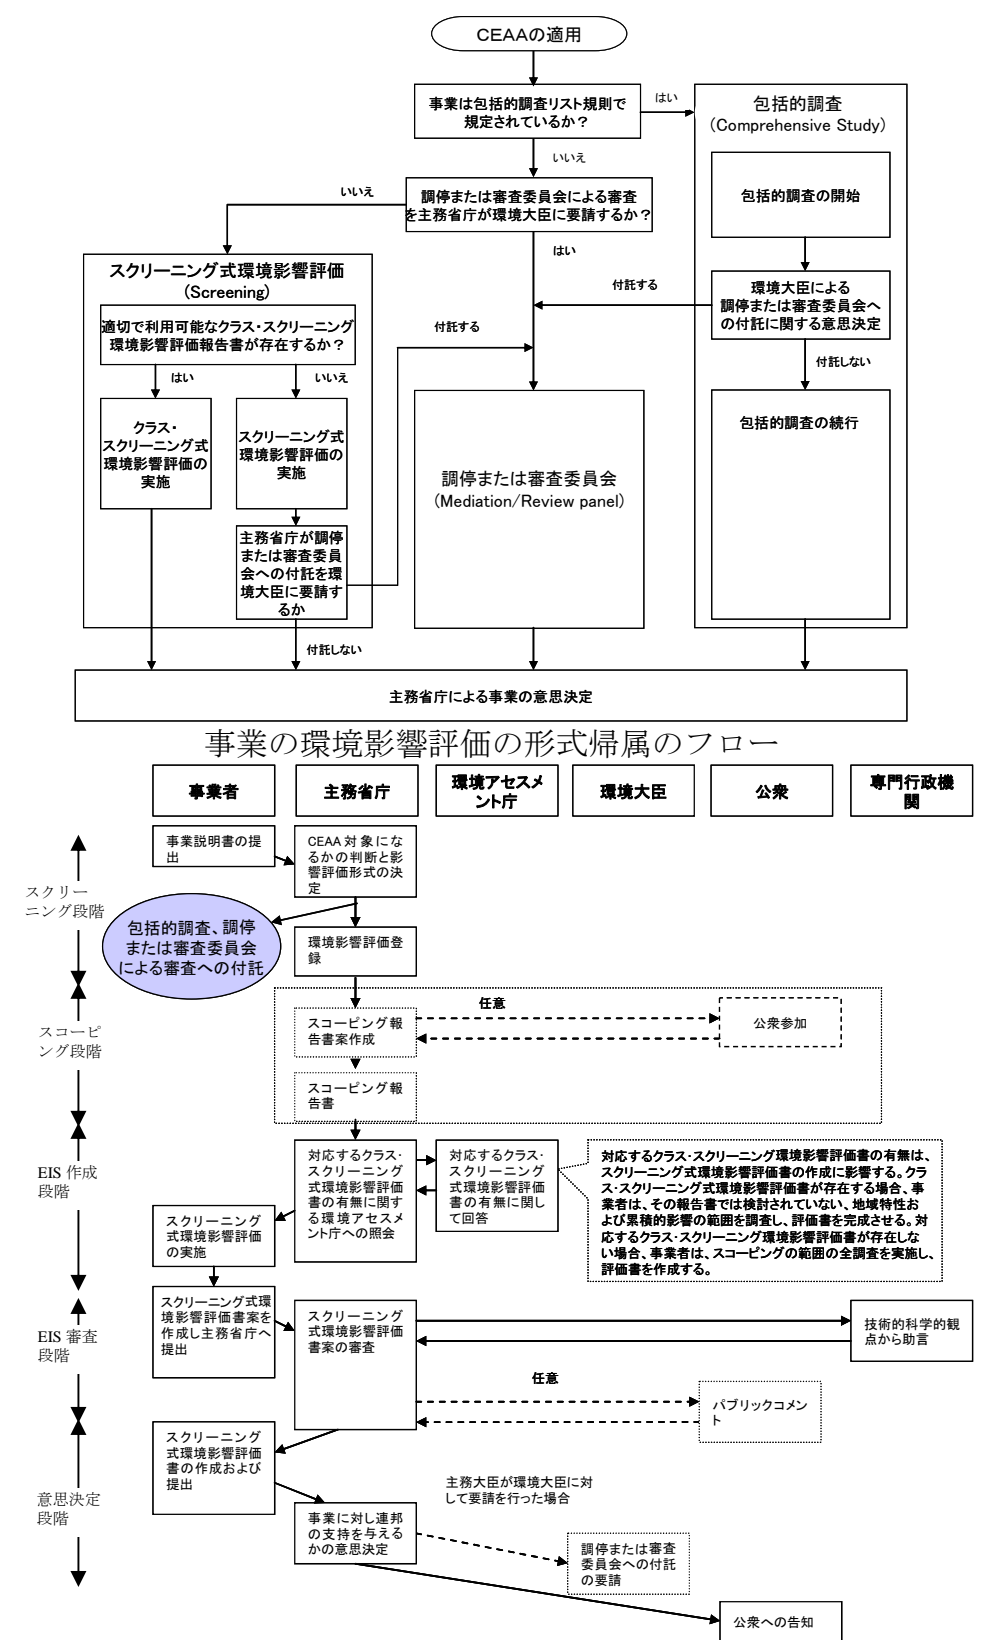 CEAAの適用
事業は包括的調査リスト規則で
規定されているか？
はい
いいえ
包括的調査
(Comprehensive Study)
包括的調査の開始
調停または審査委員会による審査
を主務省庁が環境大臣に要請するか？
いいえ
はい
環境大臣による
調停または審査委員会へ
の付託に関する意思決定
付託する
付託しない
包括的調査の続行
スクリーニング式環境影響評価
(Screening)
適切で利用可能なクラス・スクリーニング
環境影響評価報告書が存在するか？
はい
いいえ
付託する
クラス・
スクリーニング式
環境影響評価の
実施
スクリーニング式
環境影響評価の
実施
主務省庁が調停
または審査委員
会への付託を環
境大臣に要請す
るか
付託しない
調停または審査委員会
(Mediation/Review panel)
主務省庁による事業の意思決定
事業の環境影響評価の形式帰属のフロー
事業者
主務省庁
環境アセスメ
ント庁
環境大臣
公衆
専門行政機
関
スクリー
ニング段階
事業説明書の提
出
CEAA 対象にな
るかの判断と影
響評価形式の決
定
包括的調査、調停
または審査委員会
による審査への付託
環境影響評価登
録
スコーピ
ング段階
スコーピング報
告書案作成
任意
公衆参加
スコーピング報
告書
EIS 作成
段階
対応するクラス・
スクリーニング
式環境影響評価
書の有無に関す
る環境アセスメ
ント庁への照会
対応するクラス・
スクリーニング
式環境影響評価
書の有無に関し
て回答
対応するクラス・スクリーニング環境影響評価書の有無は、
スクリーニング式環境影響評価書の作成に影響する。クラ
ス・スクリーニング式環境影響評価書が存在する場合、事
業者は、その報告書では検討されていない、地域特性お
よび累積的影響の範囲を調査し、評価書を完成させる。対
応するクラス・スクリーニング環境影響評価書が存在しな
い場合、事業者は、スコーピングの範囲の全調査を実施し、
評価書を作成する。
スクリーニング
式環境影響評価
の実施
EIS 審査
段階
スクリーニング式環
境影響評価書案を
作成し主務省庁へ
提出
スクリーニング
式環境影響評価
書案の審査
技術的科学的観
点から助言
任意
パブリックコメン
ト
意思決定
段階
スクリーニング
式環境影響評価
書の作成および
提出
主務大臣が環境大臣に対
して要請を行った場合
事業に対し連邦
の支持を与える
かの意思決定
調停または審査
委員会への付託
の要請
公衆への告知